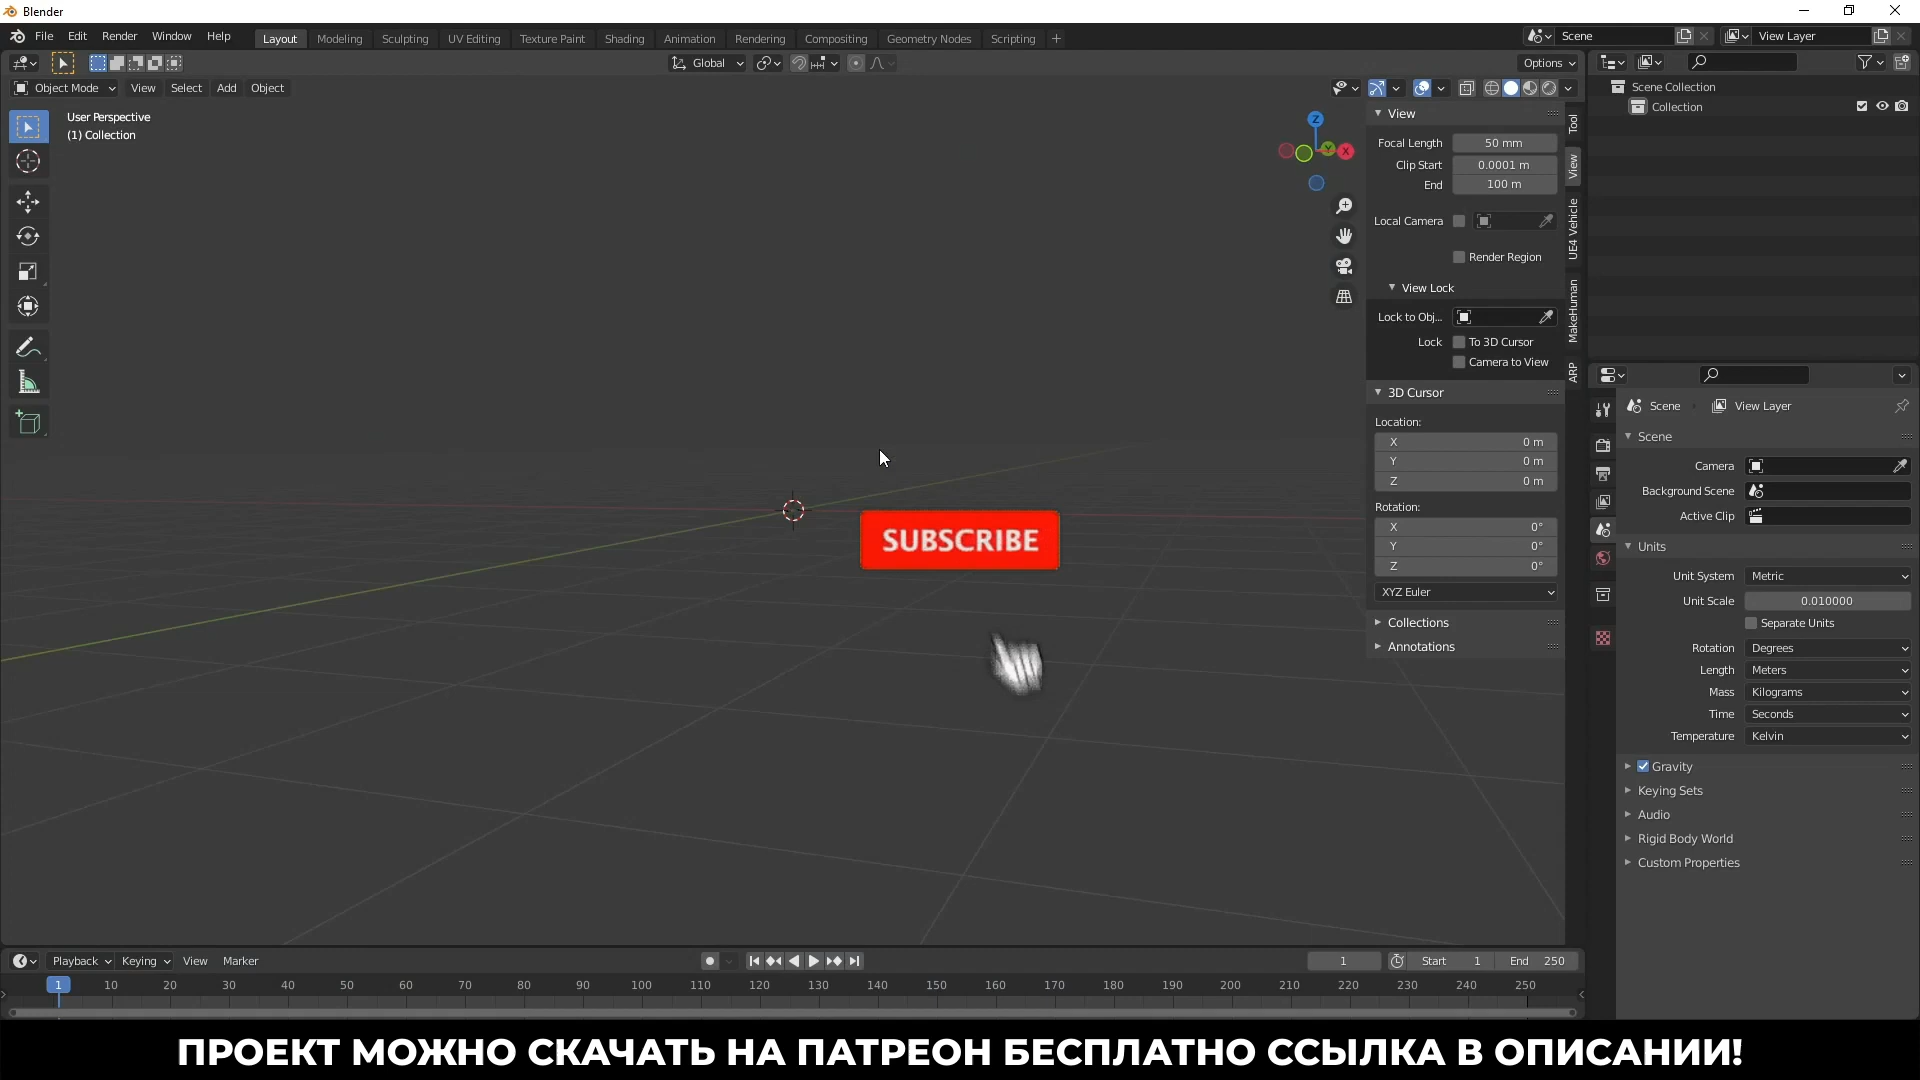 Blender
File Edit Render Window Help
Layout Modeling Sculpting UV Editing Texture Paint Shading Animation Rendering Compositing Geometry Nodes Scripting +
Scene
View Layer
Global
Options
Object Mode View Select Add Object
User Perspective
(1) Collection
Z
Y
X
View
Focal Length 50 mm
Clip Start 0.0001 m
End 100 m
Local Camera
Render Region
View Lock
Lock to Obj...
Lock To 3D Cursor
Camera to View
3D Cursor
Location:
X 0 m
Y 0 m
Z 0 m
Rotation:
X 0°
Y 0°
Z 0°
XYZ Euler
Collections
Annotations
Tool
View
UE4 Vehicle
MakeHuman
ARP
SUBSCRIBE
Scene Collection
Collection
Scene View Layer
Scene
Camera
Background Scene
Active Clip
Units
Unit System Metric
Unit Scale 0.010000
Separate Units
Rotation Degrees
Length Meters
Mass Kilograms
Time Seconds
Temperature Kelvin
Gravity
Keying Sets
Audio
Rigid Body World
Custom Properties
Playback Keying View Marker
1 Start 1 End 250
1 10 20 30 40 50 60 70 80 90 100 110 120 130 140 150 160 170 180 190 200 210 220 230 240 250
ПРОЕКТ МОЖНО СКАЧАТЬ НА ПАТРЕОН БЕСПЛАТНО ССЫЛКА В ОПИСАНИИ!